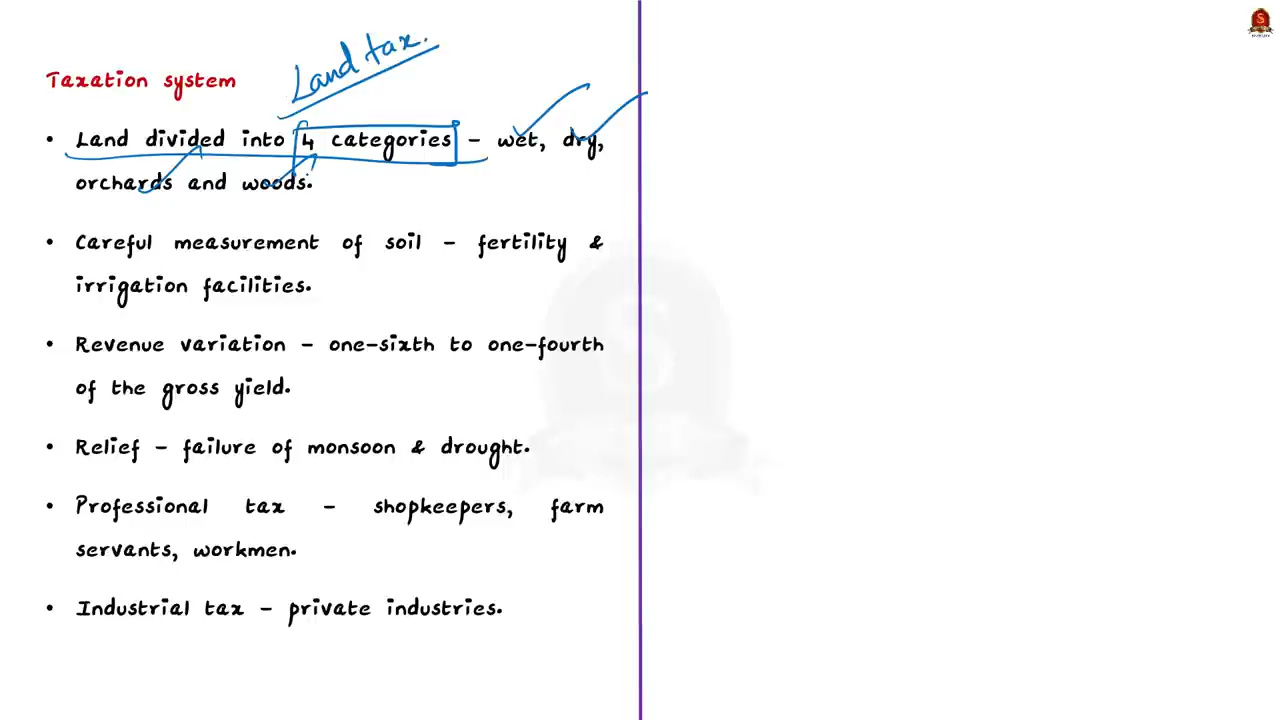 Land tax.
Taxation system
• Land divided into 4 categories - wet, dry,
orchards and woods.
• Careful measurement of soil - fertility &
irrigation facilities.
• Revenue variation - one-sixth to one-fourth
of the gross yield.
• Relief - failure of monsoon & drought.
• Professional tax - shopkeepers, farm
servants, workmen.
• Industrial tax - private industries.